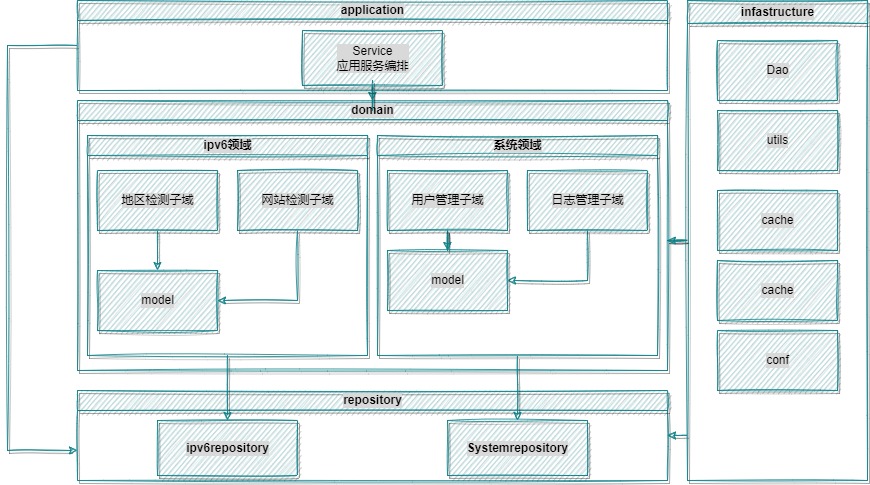 application
Service
应用服务编排
domain
ipv6领域
地区检测子域
网站检测子域
model
系统领域
用户管理子域
日志管理子域
model
repository
ipv6repository
Systemrepository
infastructure
Dao
utils
cache
cache
conf